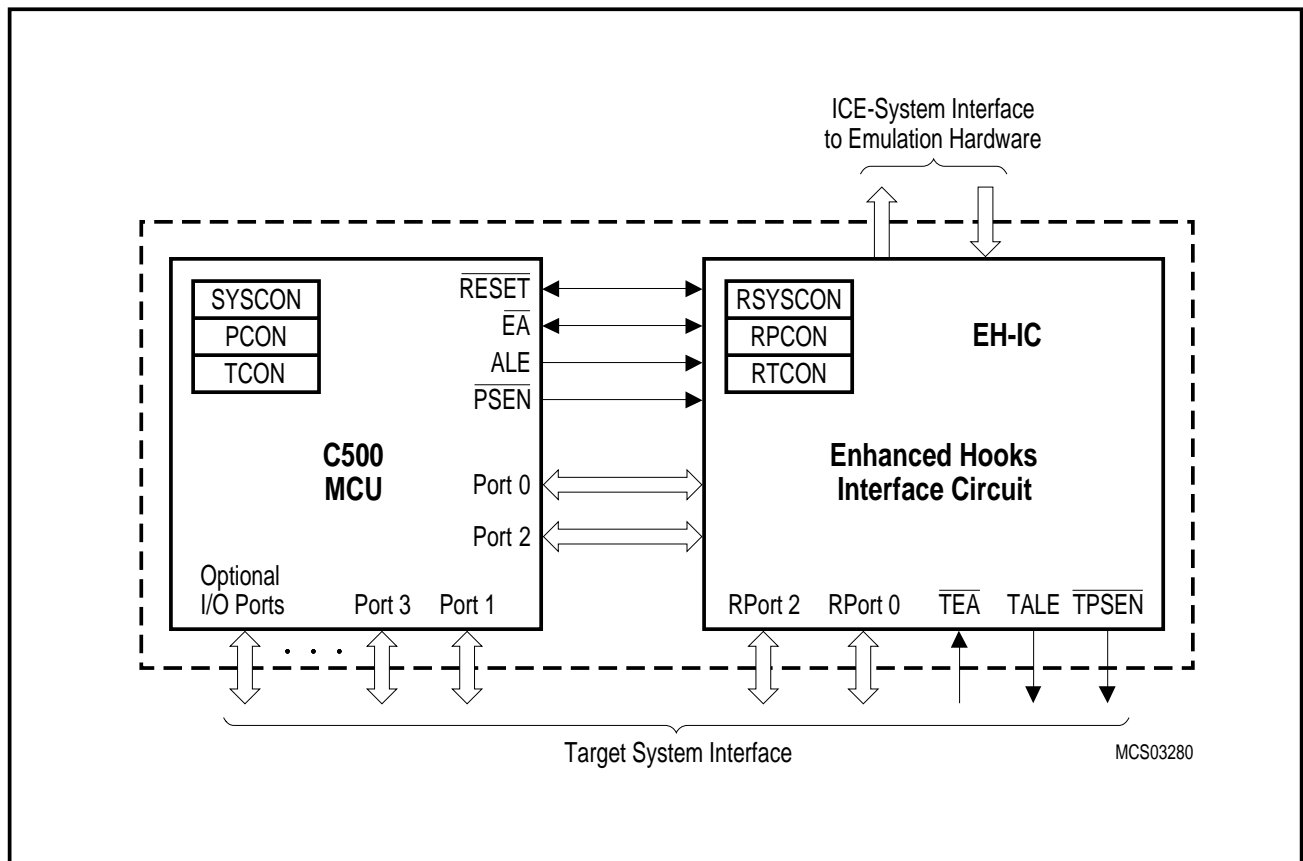 ICE-System Interface
to Emulation Hardware
SYSCON
PCON
TCON
RESET
EA
ALE
PSEN
C500
MCU
Port 0
Port 2
Optional
I/O Ports
Port 3
Port 1
. . .
RSYSCON
RPCON
RTCON
EH-IC
Enhanced Hooks
Interface Circuit
RPort 2
RPort 0
TEA
TALE
TPSEN
Target System Interface
MCS03280